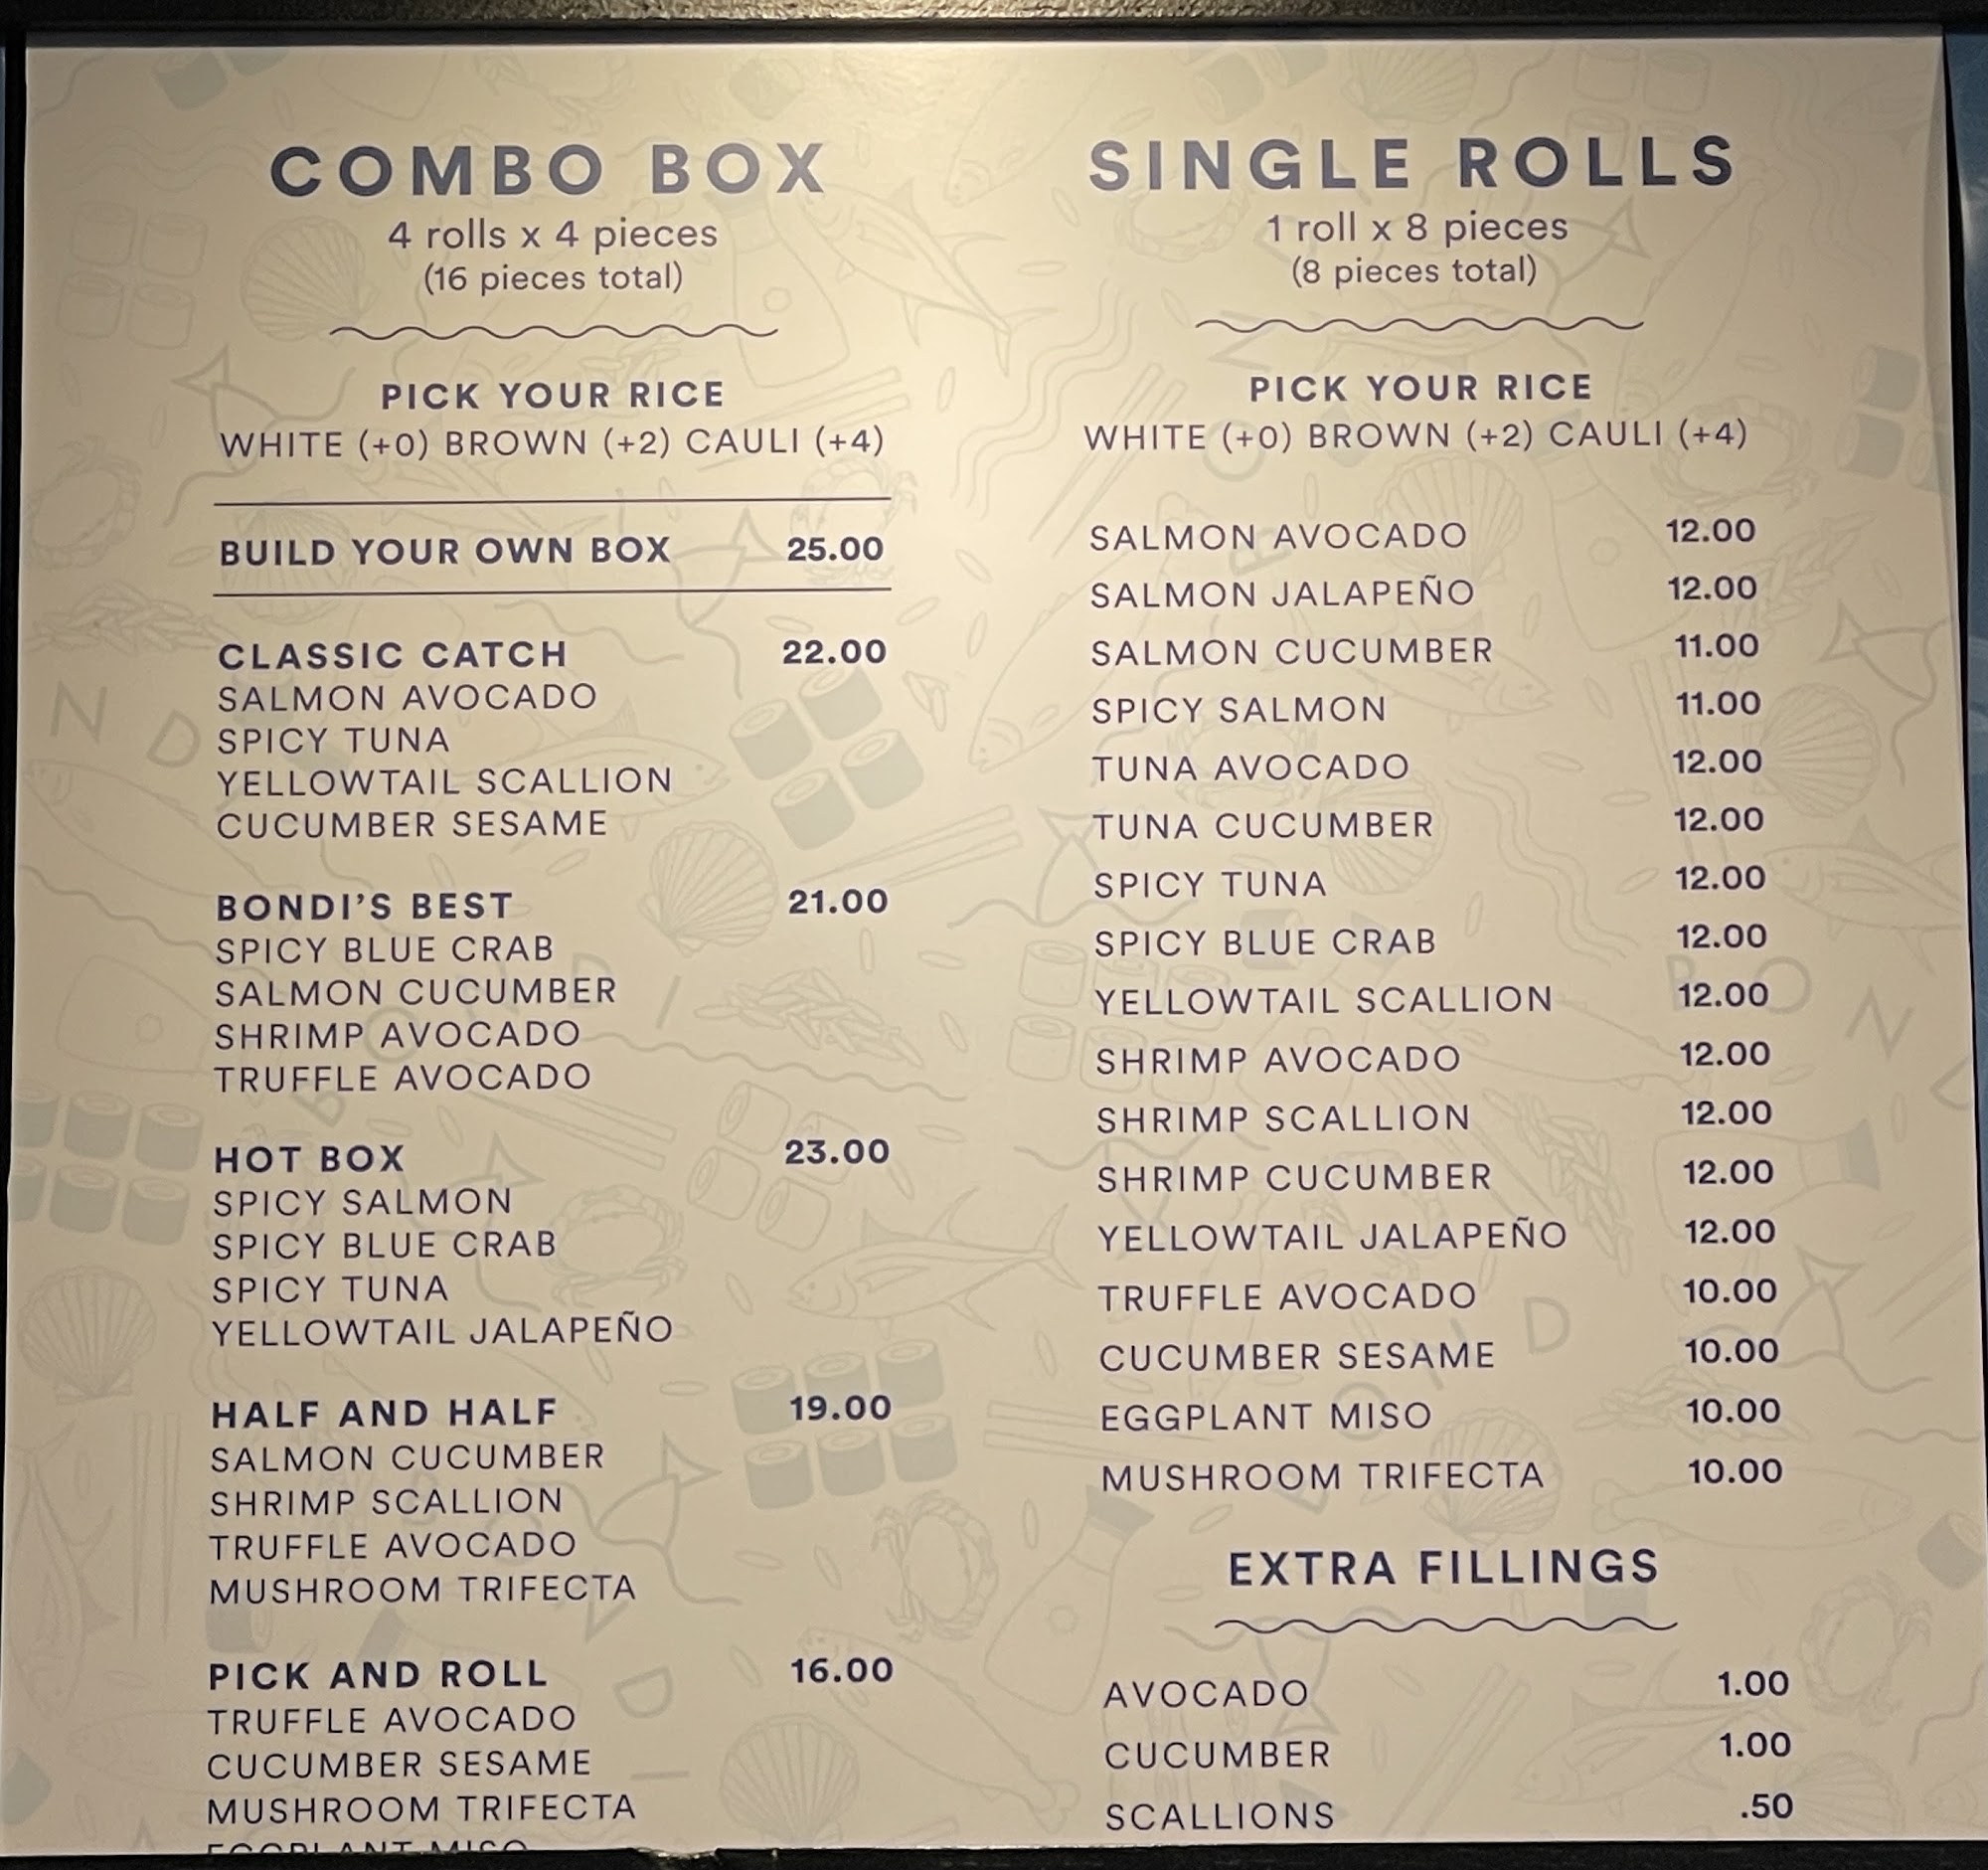 COMBO BOX
4 rolls x 4 pieces
(16 pieces total)
PICK YOUR RICE
WHITE (+0) BROWN (+2) CAULI (+4)
BUILD YOUR OWN BOX 25.00
CLASSIC CATCH 22.00
SALMON AVOCADO
SPICY TUNA
YELLOWTAIL SCALLION
CUCUMBER SESAME
BONDI'S BEST 21.00
SPICY BLUE CRAB
SALMON CUCUMBER
SHRIMP AVOCADO
TRUFFLE AVOCADO
HOT BOX 23.00
SPICY SALMON
SPICY BLUE CRAB
SPICY TUNA
YELLOWTAIL JALAPEÑO
HALF AND HALF 19.00
SALMON CUCUMBER
SHRIMP SCALLION
TRUFFLE AVOCADO
MUSHROOM TRIFECTA
PICK AND ROLL 16.00
TRUFFLE AVOCADO
CUCUMBER SESAME
MUSHROOM TRIFECTA
EGGPLANT MISO
SINGLE ROLLS
1 roll x 8 pieces
(8 pieces total)
PICK YOUR RICE
WHITE (+0) BROWN (+2) CAULI (+4)
SALMON AVOCADO 12.00
SALMON JALAPEÑO 12.00
SALMON CUCUMBER 11.00
SPICY SALMON 11.00
TUNA AVOCADO 12.00
TUNA CUCUMBER 12.00
SPICY TUNA 12.00
SPICY BLUE CRAB 12.00
YELLOWTAIL SCALLION 12.00
SHRIMP AVOCADO 12.00
SHRIMP SCALLION 12.00
SHRIMP CUCUMBER 12.00
YELLOWTAIL JALAPEÑO 12.00
TRUFFLE AVOCADO 10.00
CUCUMBER SESAME 10.00
EGGPLANT MISO 10.00
MUSHROOM TRIFECTA 10.00
EXTRA FILLINGS
AVOCADO 1.00
CUCUMBER 1.00
SCALLIONS .50